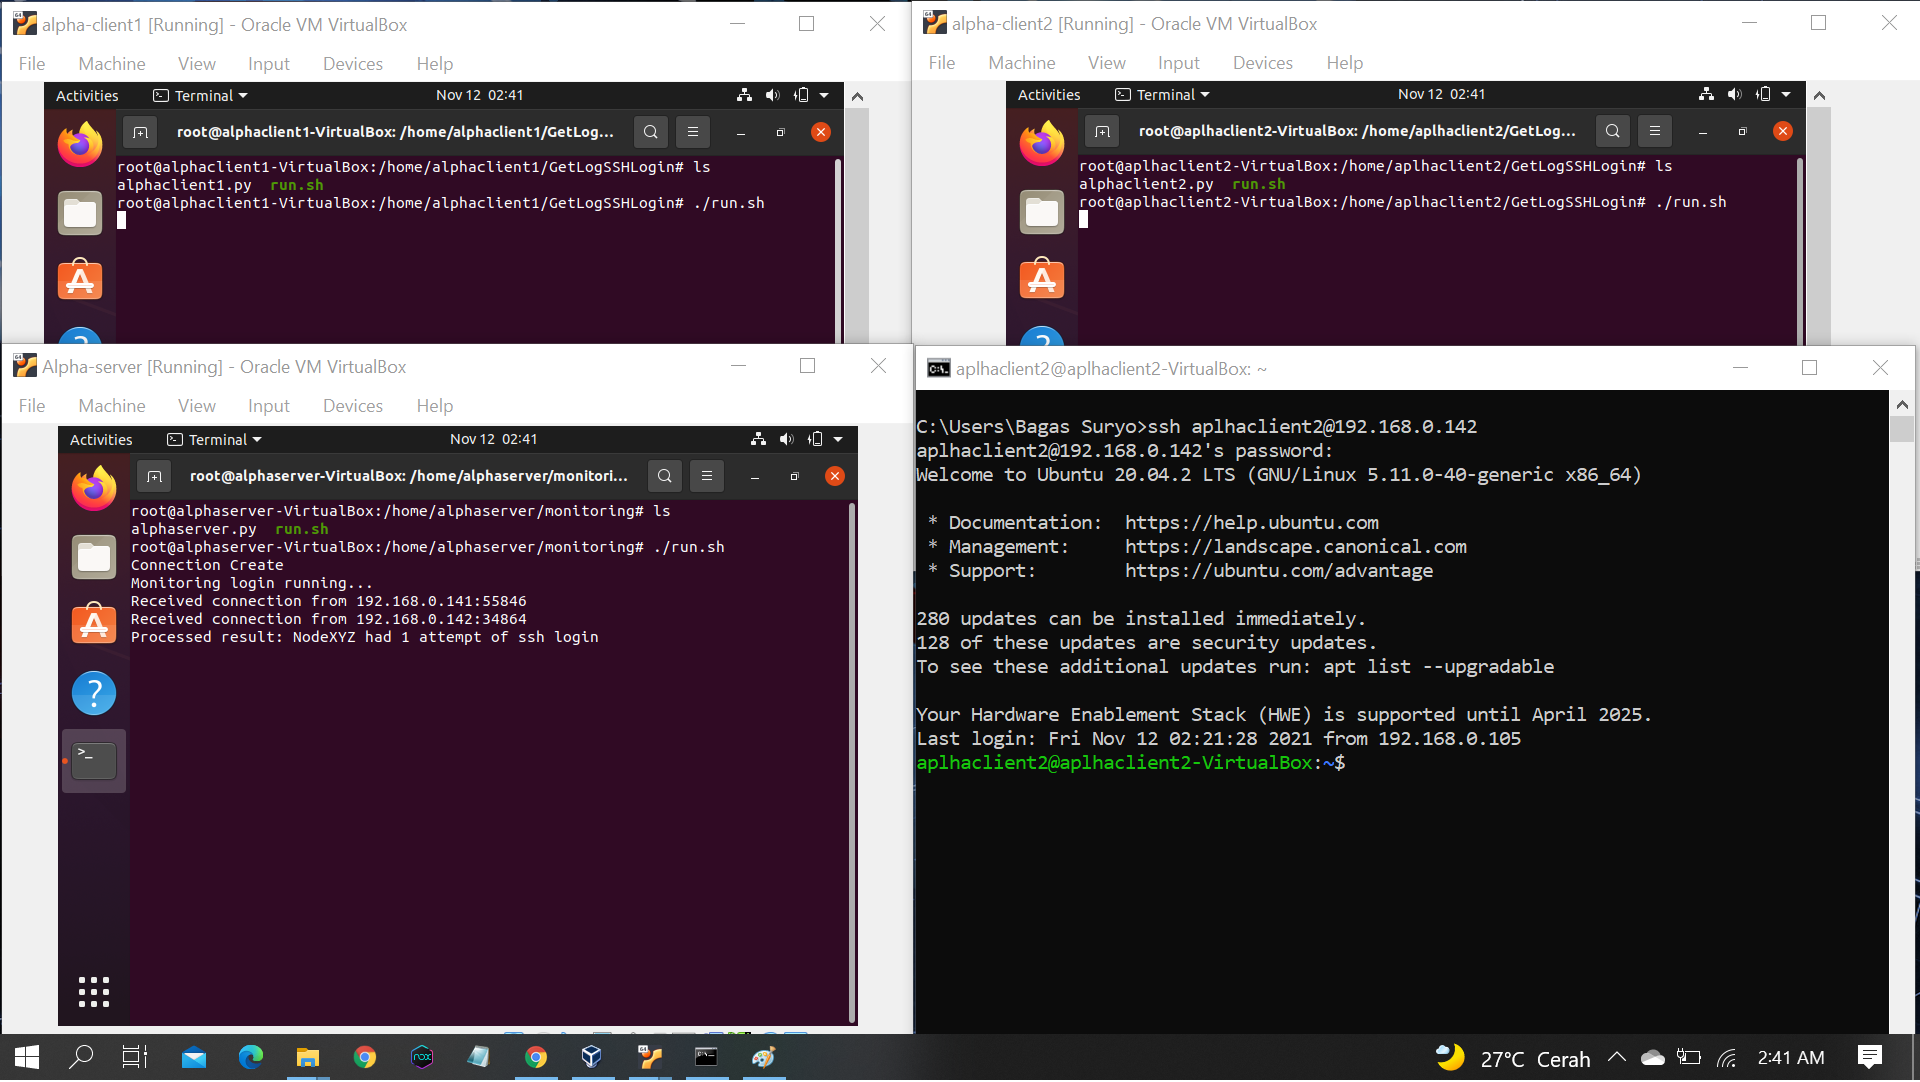 alpha-client1 [Running] - Oracle VM VirtualBox
File Machine View Input Devices Help
Activities Terminal Nov 12 02:41
root@alphaclient1-VirtualBox: /home/alphaclient1/GetLog...
root@alphaclient1-VirtualBox:/home/alphaclient1/GetLogSSHLogin# ls
alphaclient1.py run.sh
root@alphaclient1-VirtualBox:/home/alphaclient1/GetLogSSHLogin# ./run.sh
alpha-client2 [Running] - Oracle VM VirtualBox
File Machine View Input Devices Help
Activities Terminal Nov 12 02:41
root@aplhaclient2-VirtualBox: /home/aplhaclient2/GetLog...
root@aplhaclient2-VirtualBox:/home/aplhaclient2/GetLogSSHLogin# ls
alphaclient2.py run.sh
root@aplhaclient2-VirtualBox:/home/aplhaclient2/GetLogSSHLogin# ./run.sh
Alpha-server [Running] - Oracle VM VirtualBox
File Machine View Input Devices Help
Activities Terminal Nov 12 02:41
root@alphaserver-VirtualBox: /home/alphaserver/monitori...
root@alphaserver-VirtualBox:/home/alphaserver/monitoring# ls
alphaserver.py run.sh
root@alphaserver-VirtualBox:/home/alphaserver/monitoring# ./run.sh
Connection Create
Monitoring login running...
Received connection from 192.168.0.141:55846
Received connection from 192.168.0.142:34864
Processed result: NodeXYZ had 1 attempt of ssh login
aplhaclient2@aplhaclient2-VirtualBox: ~
C:\Users\Bagas Suryo>ssh aplhaclient2@192.168.0.142
aplhaclient2@192.168.0.142's password:
Welcome to Ubuntu 20.04.2 LTS (GNU/Linux 5.11.0-40-generic x86_64)
* Documentation: https://help.ubuntu.com
* Management: https://landscape.canonical.com
* Support: https://ubuntu.com/advantage
280 updates can be installed immediately.
128 of these updates are security updates.
To see these additional updates run: apt list --upgradable
Your Hardware Enablement Stack (HWE) is supported until April 2025.
Last login: Fri Nov 12 02:21:28 2021 from 192.168.0.105
aplhaclient2@aplhaclient2-VirtualBox:~$
27°C Cerah 2:41 AM